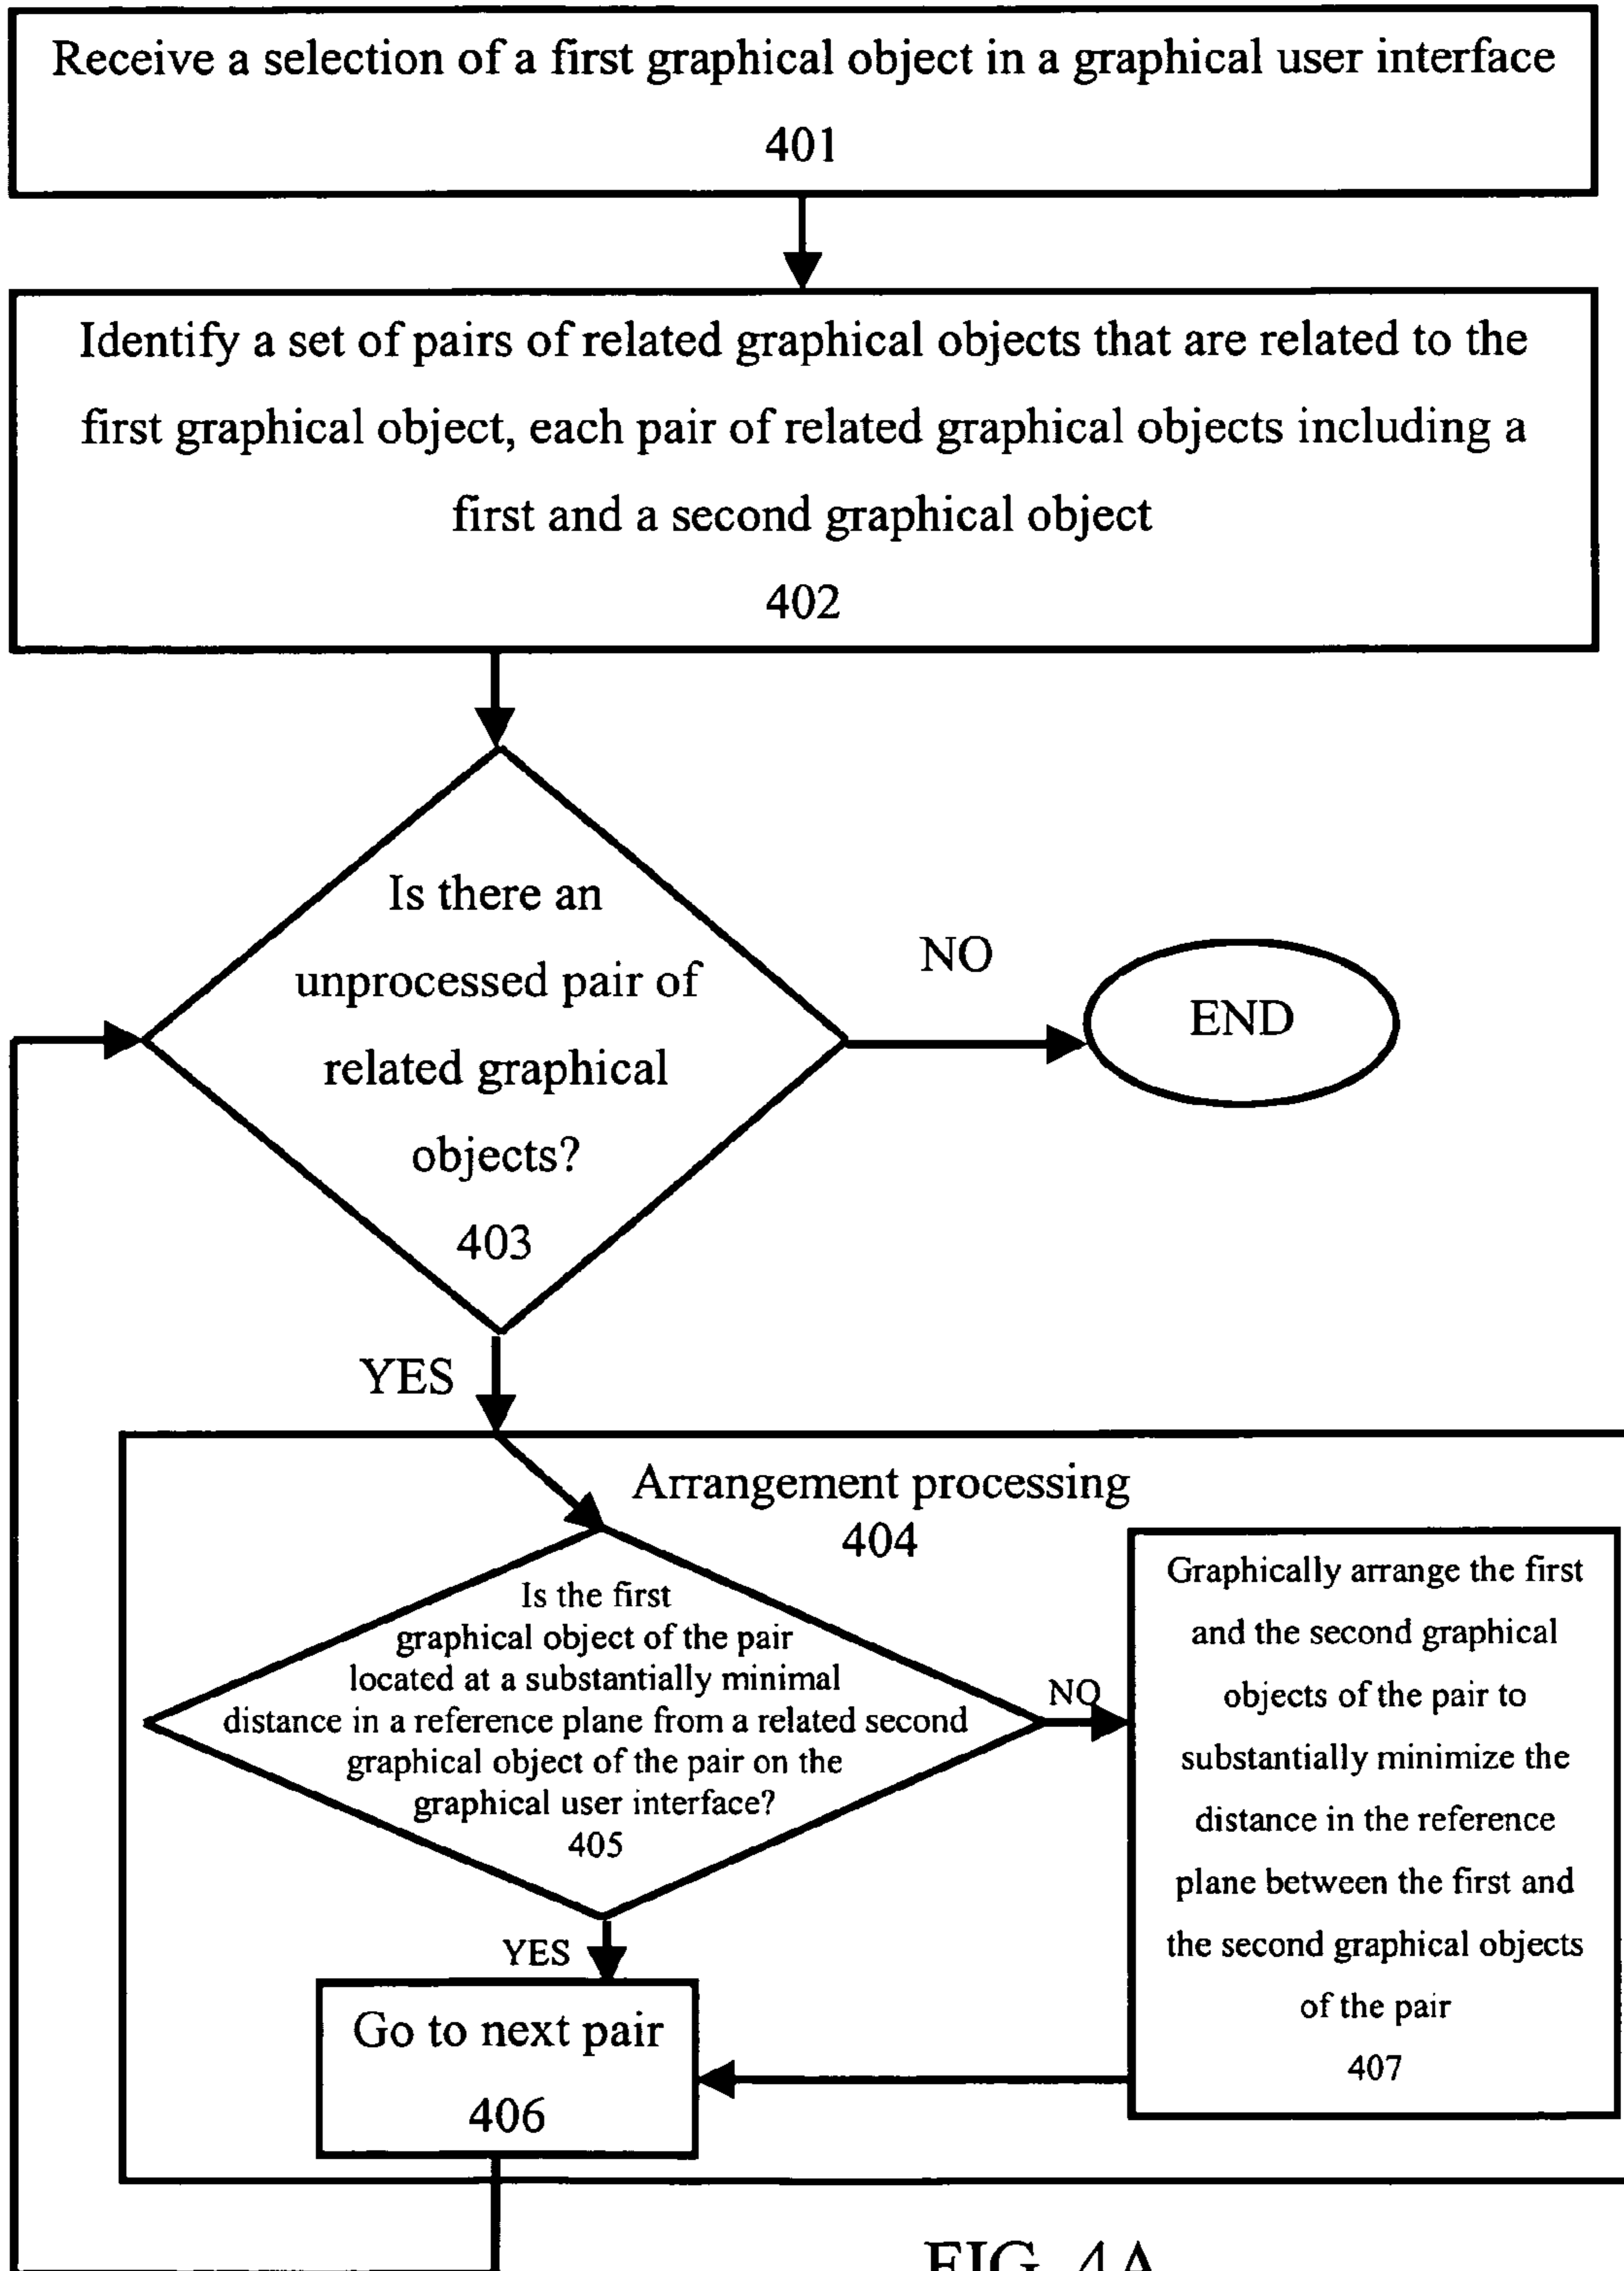 Receive a selection of a first graphical object in a graphical user interface
401
Identify a set of pairs of related graphical objects that are related to the
first graphical object, each pair of related graphical objects including a
first and a second graphical object
402
Is there an
unprocessed pair of
related graphical
objects?
403
NO
END
YES
Arrangement processing
404
Is the first
graphical object of the pair
located at a substantially minimal
distance in a reference plane from a related second
graphical object of the pair on the
graphical user interface?
405
NO
Graphically arrange the first
and the second graphical
objects of the pair to
substantially minimize the
distance in the reference
plane between the first and
the second graphical objects
of the pair
407
YES
Go to next pair
406
FIG. 4A